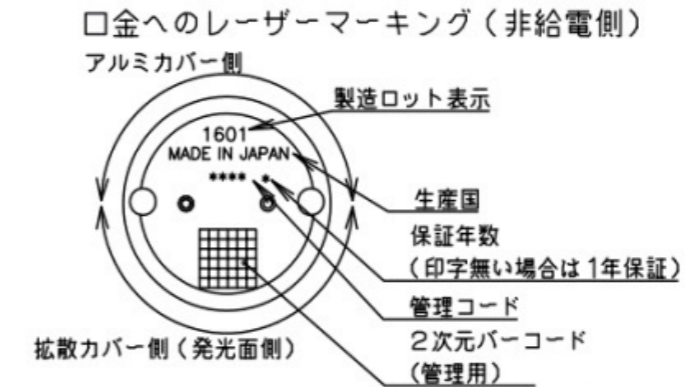 口金へのレーザーマーキング（非給電側）
アルミカバー側
製造ロット表示
1601
MADE IN JAPAN
**** *
生産国
保証年数
（印字無い場合は1年保証）
管理コード
2次元バーコード
（管理用）
拡散カバー側（発光面側）